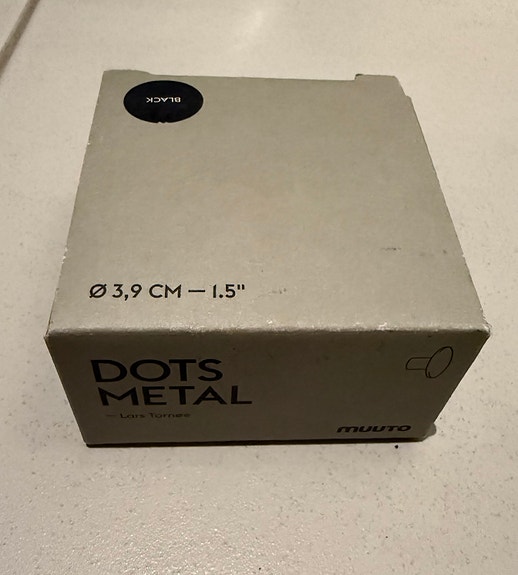 BLACK
Ø 3,9 CM — 1.5"
DOTS
METAL
— Lars Tornøe
muuto